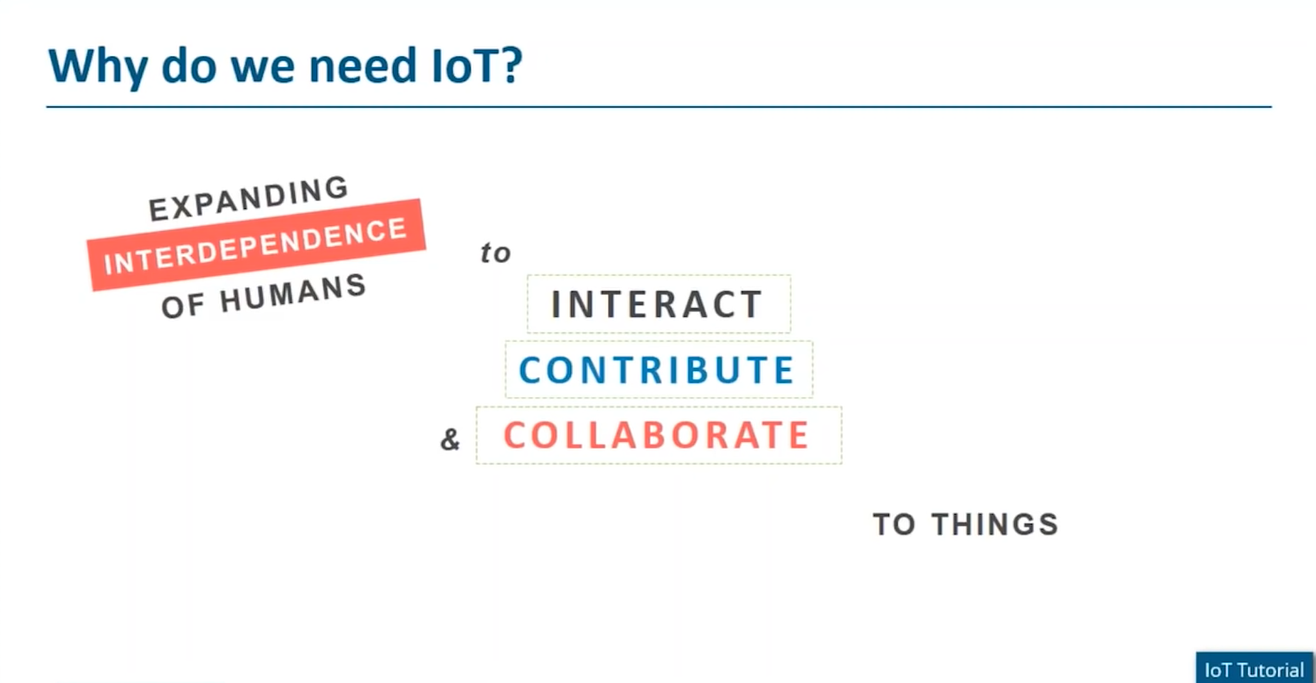 Why do we need IoT?
EXPANDING
INTERDEPENDENCE
OF HUMANS
to
INTERACT
CONTRIBUTE
& COLLABORATE
TO THINGS
IoT Tutorial